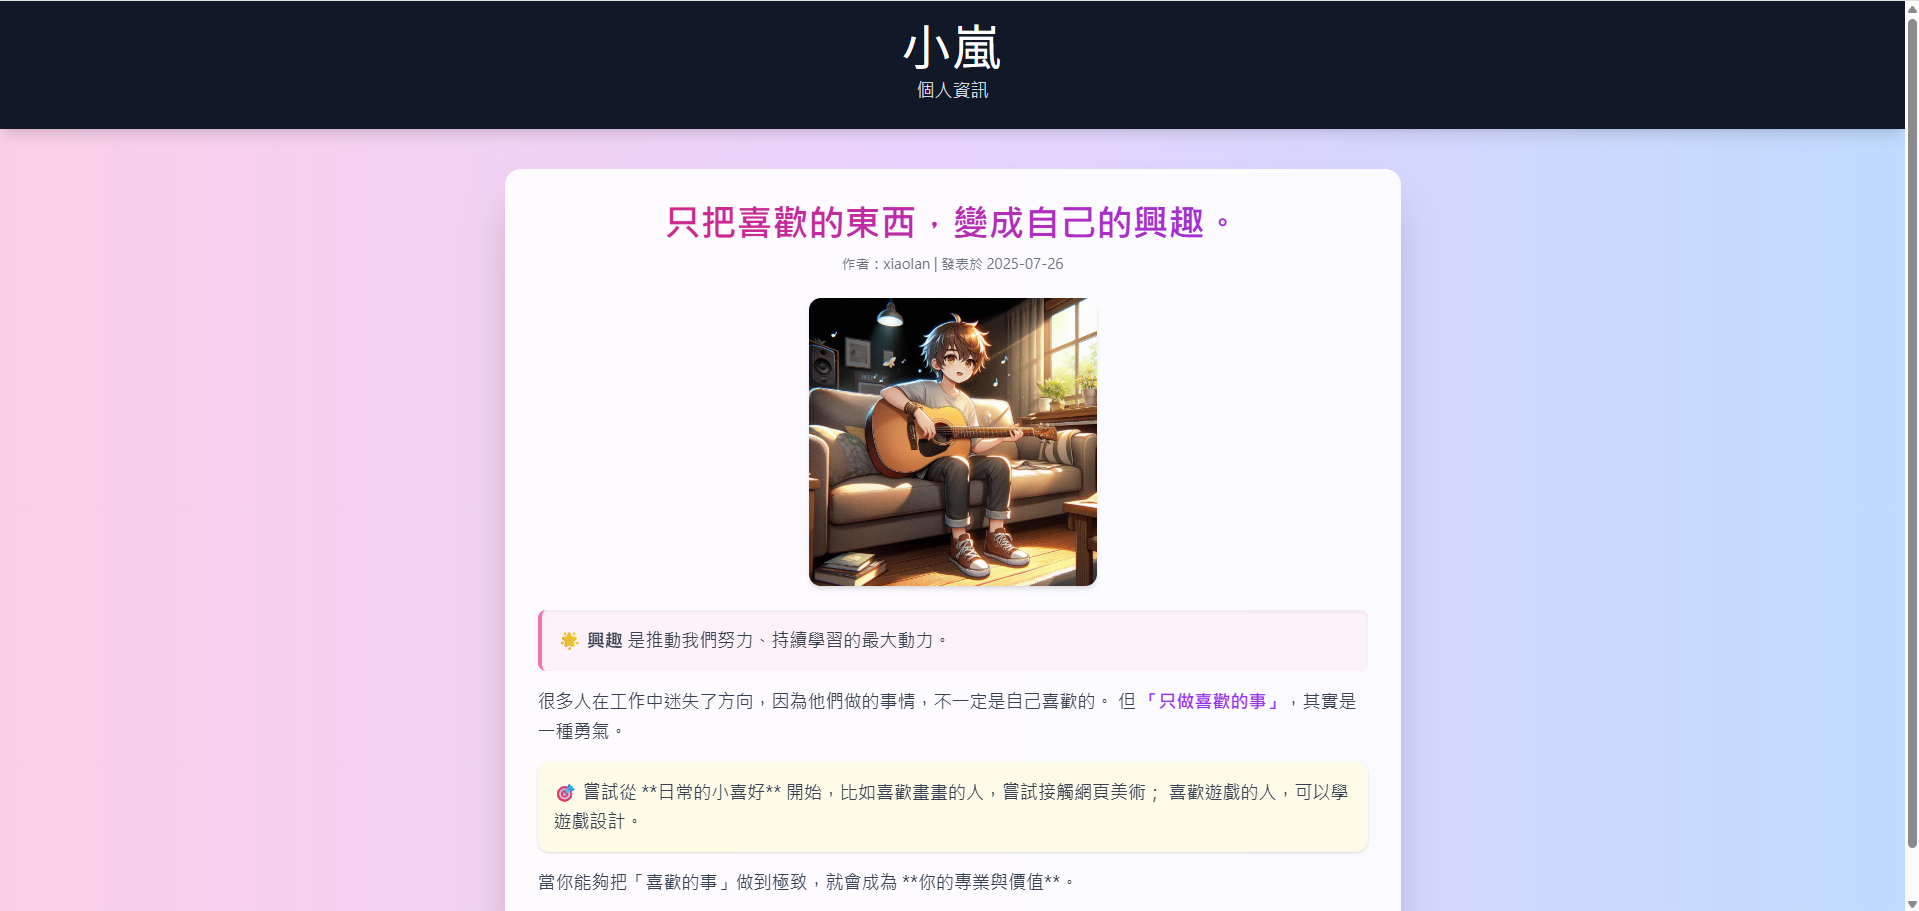 小嵐
個人資訊
只把喜歡的東西，變成自己的興趣。
作者：xiaolan | 發表於 2025-07-26
🌟 興趣 是推動我們努力、持續學習的最大動力。
很多人在工作中迷失了方向，因為他們做的事情，不一定是自己喜歡的。 但「只做喜歡的事」，其實是
一種勇氣。
🎯 嘗試從 **日常的小喜好** 開始，比如喜歡畫畫的人，嘗試接觸網頁美術； 喜歡遊戲的人，可以學
遊戲設計。
當你能夠把「喜歡的事」做到極致，就會成為 **你的專業與價值**。